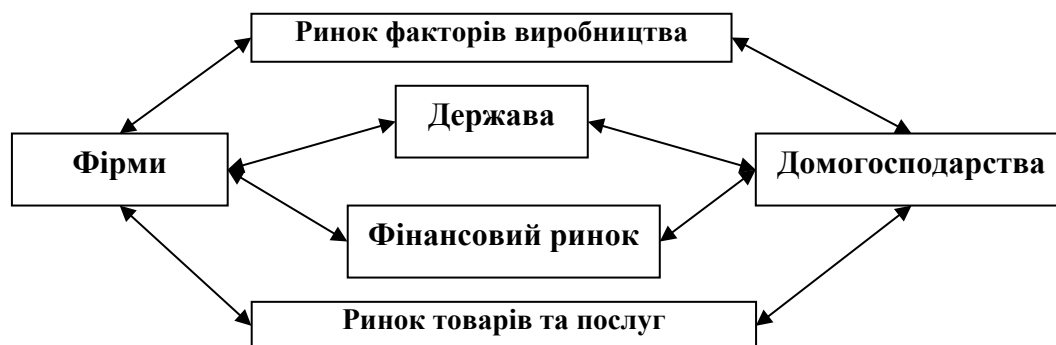 Ринок факторів виробництва
Держава
Фірми
Домогосподарства
Фінансовий ринок
Ринок товарів та послуг